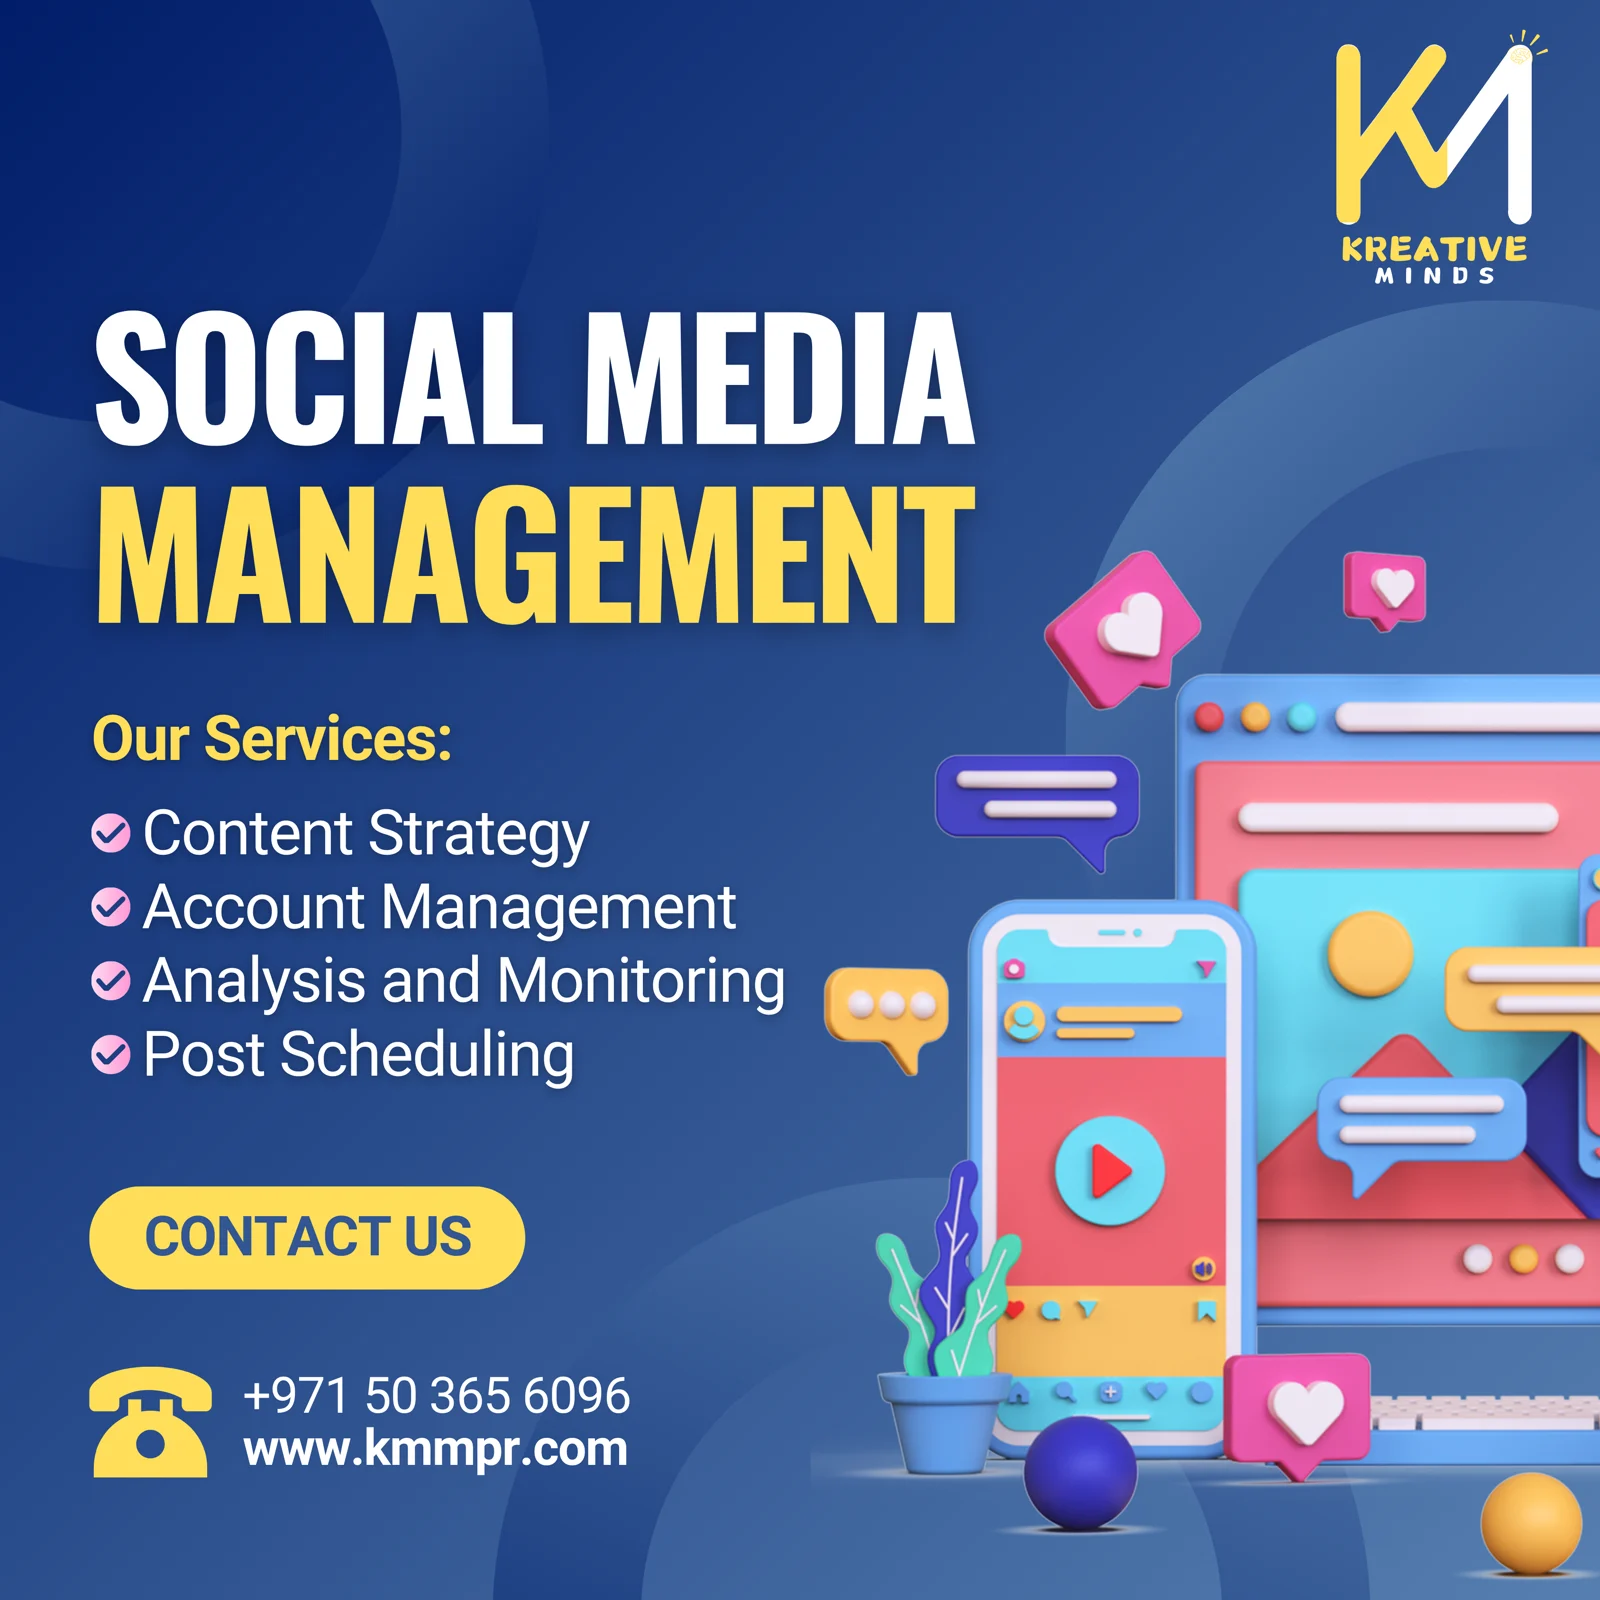 KM
KREATIVE
MINDS
SOCIAL MEDIA
MANAGEMENT
Our Services:
Content Strategy
Account Management
Analysis and Monitoring
Post Scheduling
CONTACT US
+971 50 365 6096
www.kmmpr.com